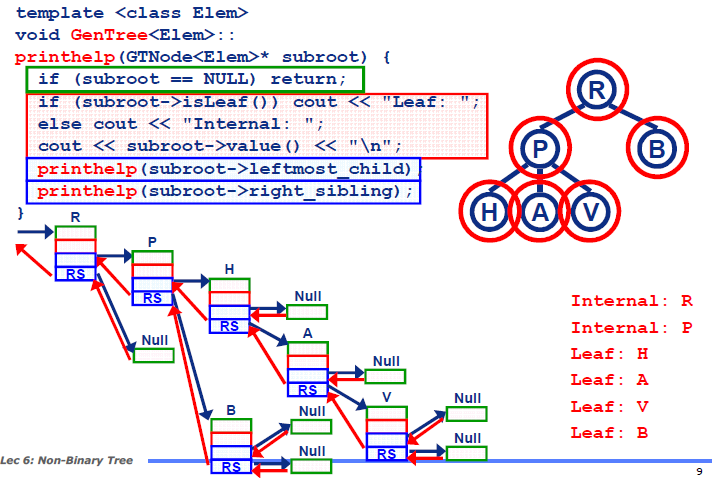 template <class Elem>
void GenTree<Elem>::
printhelp(GTNode<Elem>* subroot) {
if (subroot == NULL) return;
if (subroot->isLeaf()) cout << "Leaf: ";
else cout << "Internal: ";
cout << subroot->value() << "\n";
printhelp(subroot->leftmost_child);
printhelp(subroot->right_sibling);
}
R
P
B
H A V
R
RS
P
RS
H
RS
Null
Null
A
RS
Null
B
RS
Null
Null
V
RS
Null
Null
Internal: R
Internal: P
Leaf: H
Leaf: A
Leaf: V
Leaf: B
Lec 6: Non-Binary Tree
9